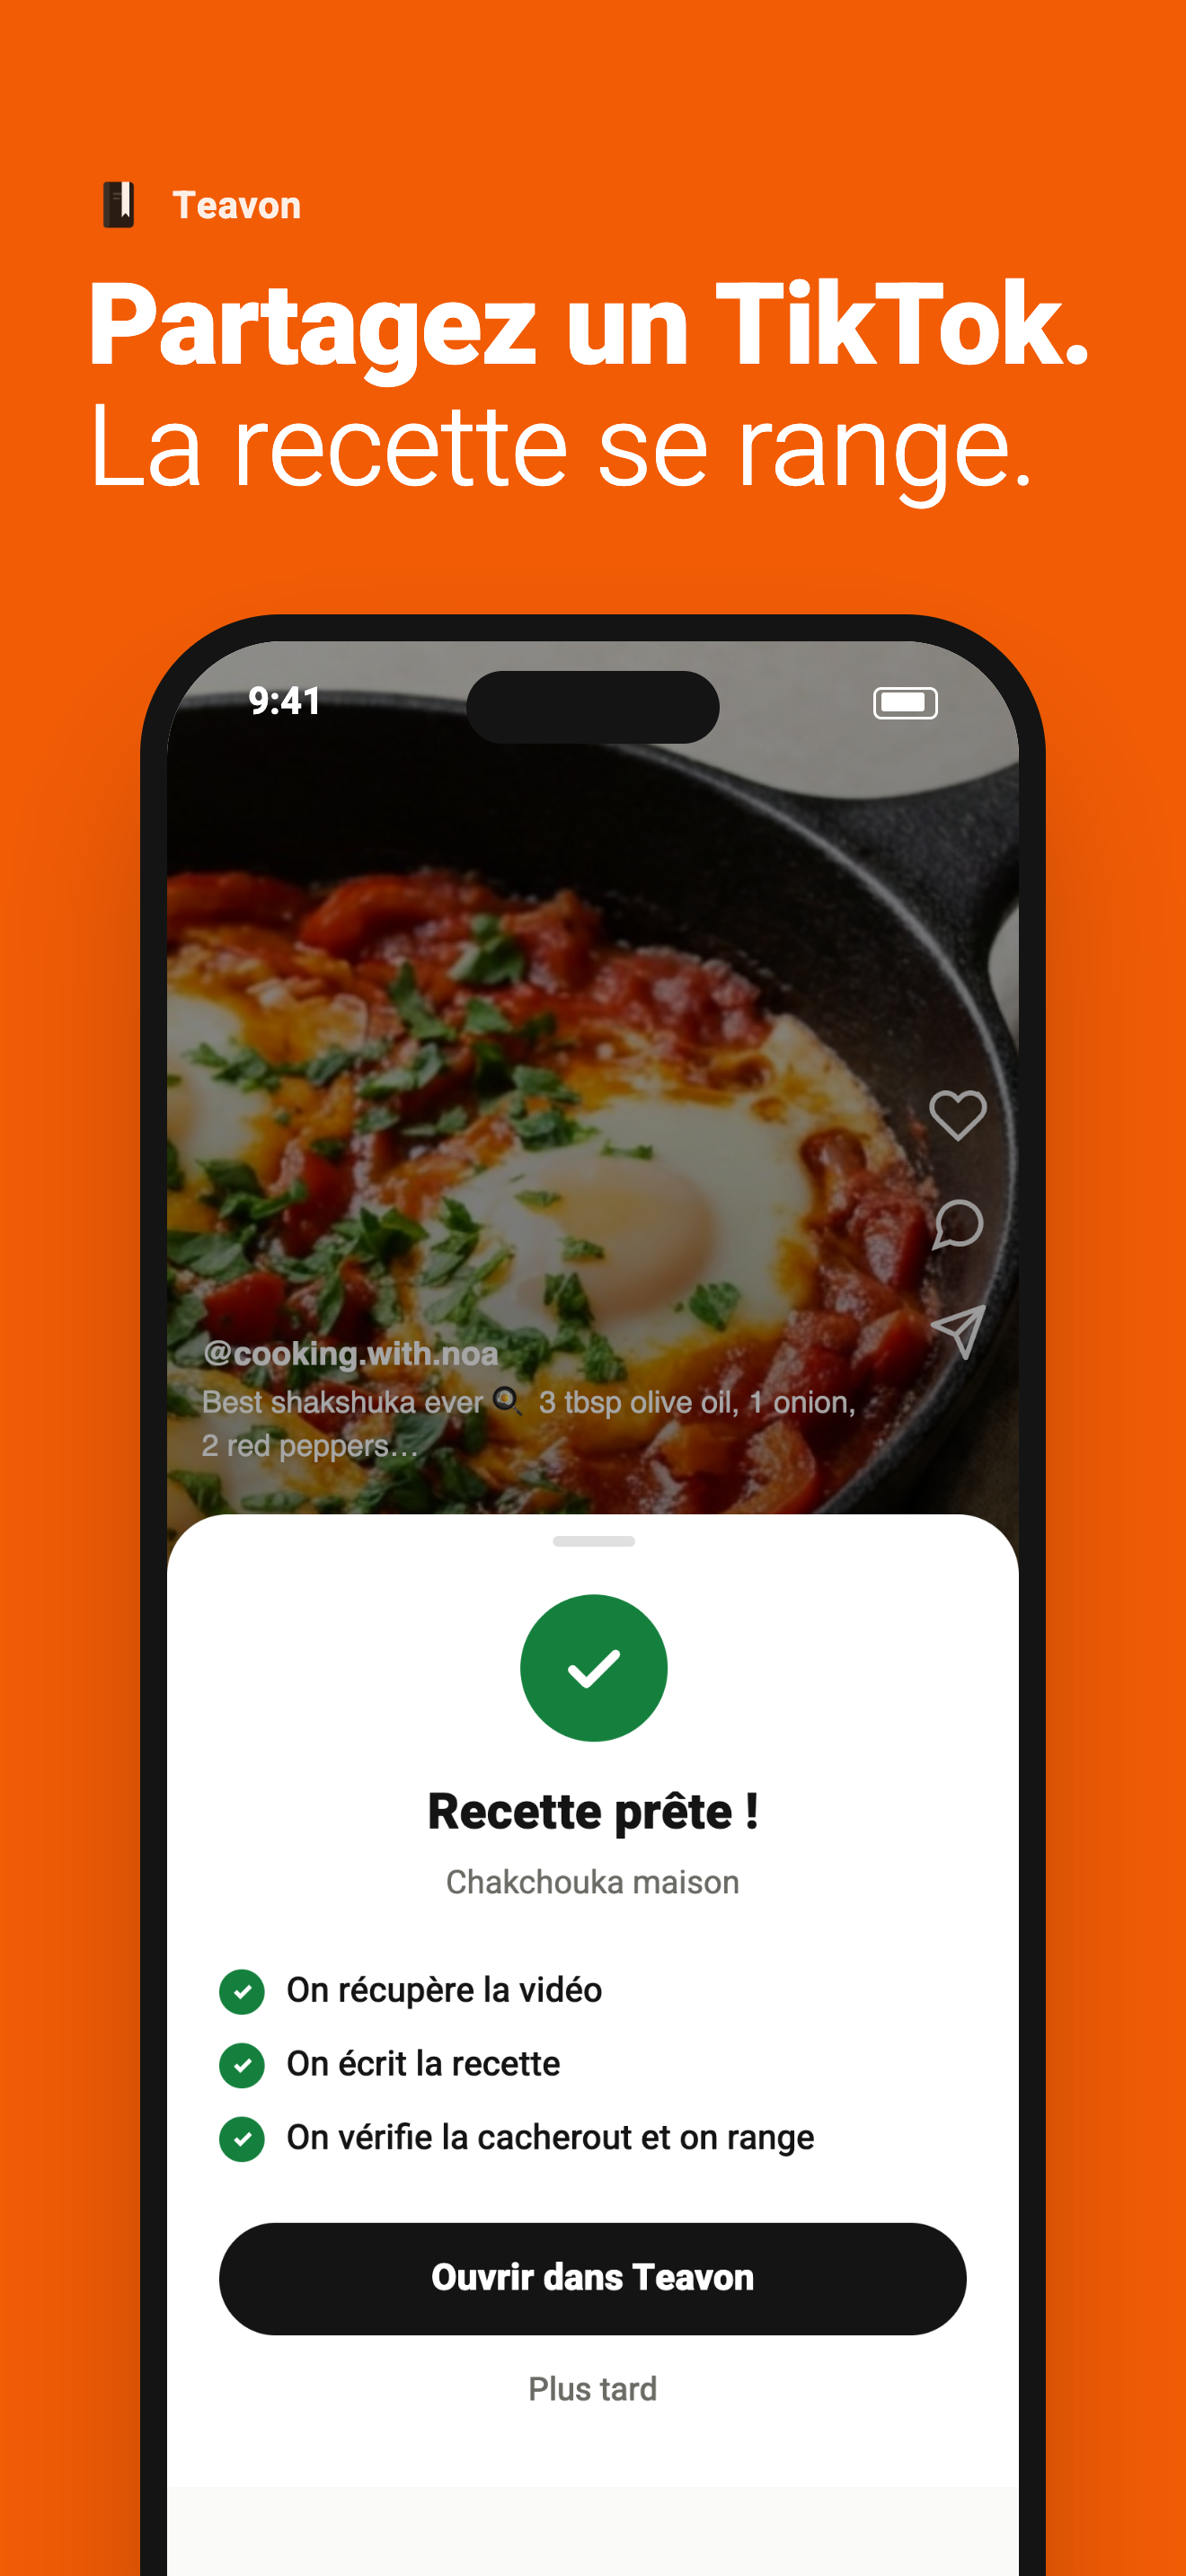 Teavon
Partagez un TikTok.
La recette se range.
9:41
@cooking.with.noa
Best shakshuka ever 🍳 3 tbsp olive oil, 1 onion,
2 red peppers…
Recette prête !
Chakchouka maison
On récupère la vidéo
On écrit la recette
On vérifie la cacherout et on range
Ouvrir dans Teavon
Plus tard